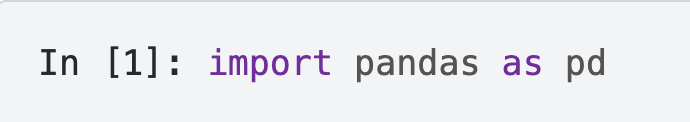 In [1]: import pandas as pd